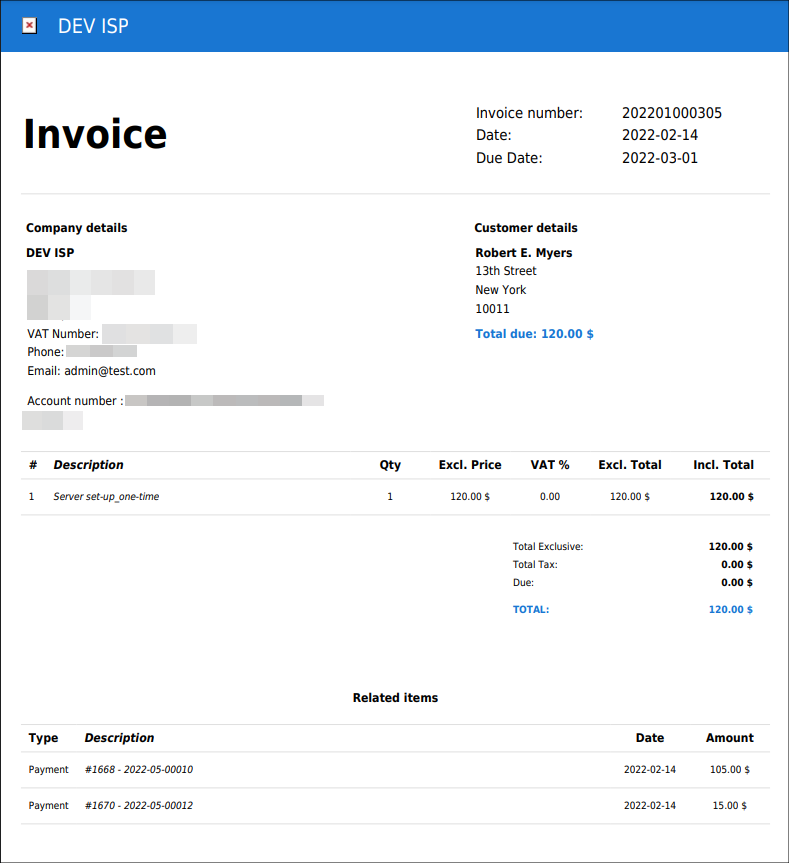 DEV ISP
Invoice
Invoice number: 202201000305
Date: 2022-02-14
Due Date: 2022-03-01
Company details
DEV ISP
VAT Number:
Phone:
Email: admin@test.com
Account number :
Customer details
Robert E. Myers
13th Street
New York
10011
Total due: 120.00 $
# Description Qty Excl. Price VAT % Excl. Total Incl. Total
1 Server set-up_one-time 1 120.00 $ 0.00 120.00 $ 120.00 $
Total Exclusive: 120.00 $
Total Tax: 0.00 $
Due: 0.00 $
TOTAL: 120.00 $
Related items
Type Description Date Amount
Payment #1668 - 2022-05-00010 2022-02-14 105.00 $
Payment #1670 - 2022-05-00012 2022-02-14 15.00 $